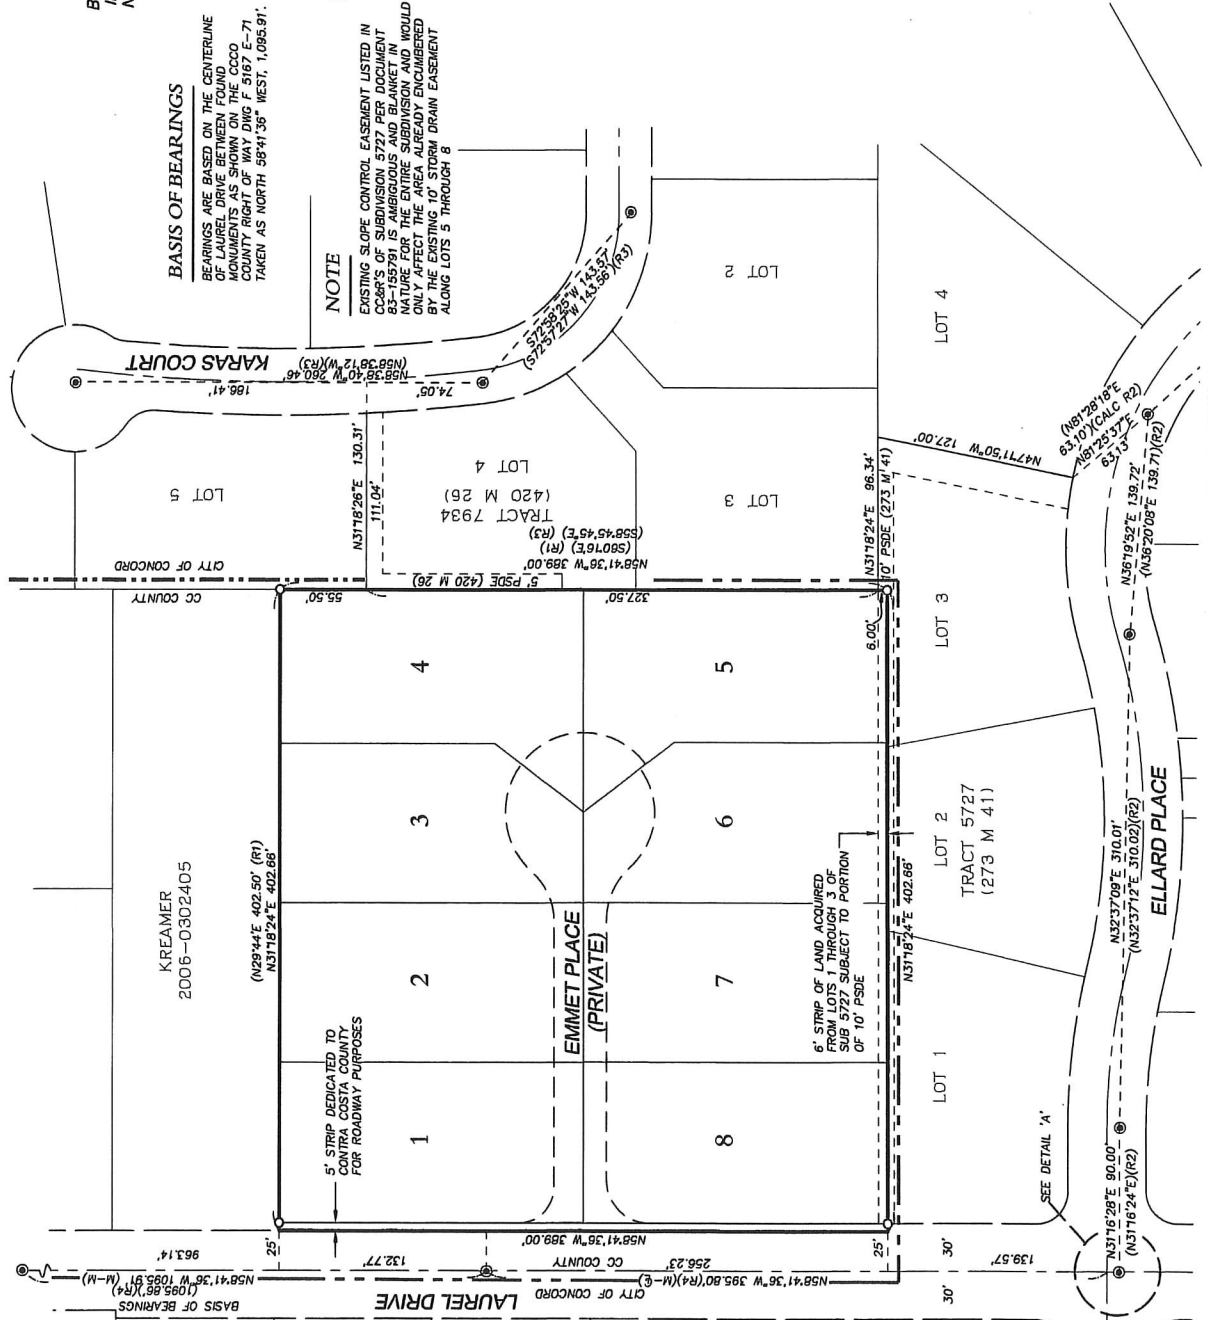 BASIS OF BEARINGS
BEARINGS ARE BASED ON THE CENTERLINE
OF LAUREL DRIVE BETWEEN FOUND
MONUMENTS AS SHOWN ON THE CCCO
COUNTY RIGHT OF WAY DWG F 5167 E-71
TAKEN AS NORTH 58°41'36" WEST, 1,095.91'.
NOTE
EXISTING SLOPE CONTROL EASEMENT LISTED IN
CC&R'S OF SUBDIVISION 5727 PER DOCUMENT
83-155791 IS AMBIGUOUS AND BLANKET IN
NATURE FOR THE ENTIRE SUBDIVISION AND WOULD
ONLY AFFECT THE AREA ALREADY ENCUMBERED
BY THE EXISTING 10' STORM DRAIN EASEMENT
ALONG LOTS 5 THROUGH 8
KARAS COURT
(N58°38'12"W)(R3)
N58°38'40"W 260.46'
186.41'
74.05'
S72°58'25"W 143.57'
(S72°57'27"W 143.56')(R3)
LOT 2
LOT 4
LOT 5
N31°18'26"E 130.31'
111.04'
LOT 4
(420 M 26)
TRACT 7934
LOT 3
(S58°45'45"E) (R3)
(S60°16'E) (R1)
N58°41'36"W 389.00'
5' PSDE (420 M 26)
CITY OF CONCORD
CC COUNTY
55.50'
327.50'
6.00'
N31°18'24"E 96.34'
10' PSDE (273 M 41)
N47°11'50"W 127.00'
(N81°28'18"E
63.10')(CALC R2)
N81°25'37"E
63.13'
N36°19'52"E 139.72'
(N36°20'08"E 139.71)(R2)
KREAMER
2006-0302405
(N29°44'E 402.50' (R1)
N31°18'24"E 402.66'
4
5
3
6
2
7
1
8
EMMET PLACE
(PRIVATE)
5' STRIP DEDICATED TO
CONTRA COSTA COUNTY
FOR ROADWAY PURPOSES
6' STRIP OF LAND ACQUIRED
FROM LOTS 1 THROUGH 3 OF
SUB 5727 SUBJECT TO PORTION
OF 10' PSDE
N31°18'24"E 402.66'
LOT 3
LOT 2
TRACT 5727
(273 M 41)
LOT 1
N32°37'09"E 310.01'
(N32°37'12"E 310.02)(R2)
ELLARD PLACE
SEE DETAIL 'A'
N31°16'28"E 90.00'
(N31°16'24"E)(R2)
N58°41'36"W 389.00'
25'
25'
30'
30'
963.14'
132.77'
256.23'
139.57'
CC COUNTY
N58°41'36"W 395.80'(R4)(M-℄)
CITY OF CONCORD
LAUREL DRIVE
N58°41'36"W 1095.91' (M-M)
(1095.86')(R4)
BASIS OF BEARINGS